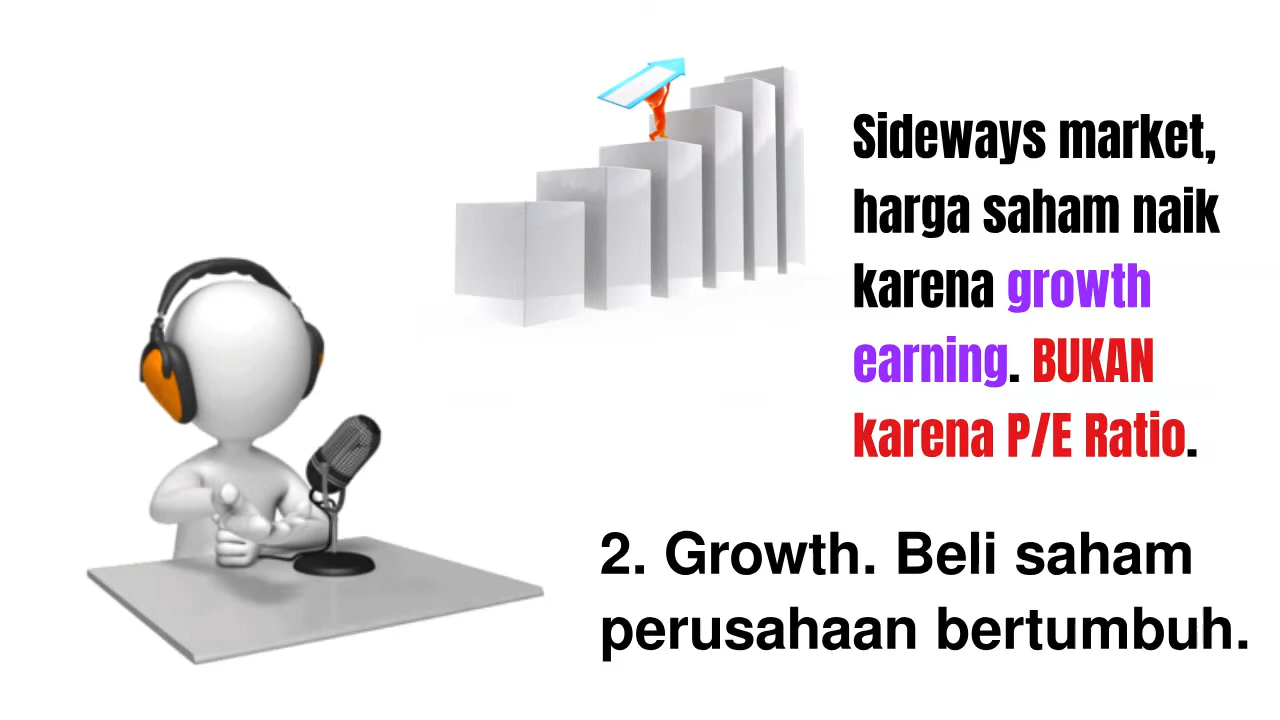 Sideways market,
harga saham naik
karena growth
earning. BUKAN
karena P/E Ratio.
2. Growth. Beli saham
perusahaan bertumbuh.